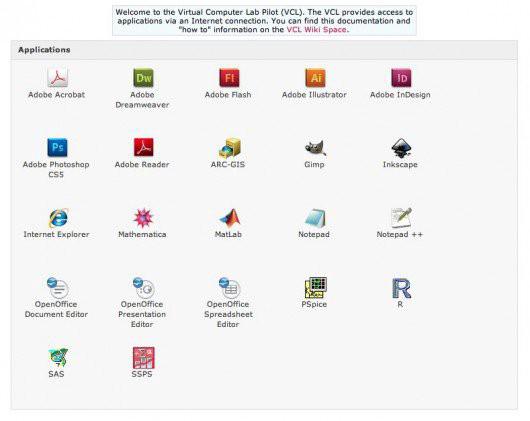 Welcome to the Virtual Computer Lab Pilot (VCL). The VCL provides access to
applications via an Internet connection. You can find this documentation and
"how to" information on the VCL Wiki Space.
Applications
Adobe Acrobat
Dw
Adobe
Dreamweaver
Fl
Adobe Flash
Ai
Adobe Illustrator
ID
Adobe InDesign
Ps
Adobe Photoshop
CS5
Adobe Reader
ARC-GIS
Gimp
Inkscape
Internet Explorer
Mathematica
MatLab
Notepad
Notepad ++
OpenOffice
Document Editor
OpenOffice
Presentation
Editor
OpenOffice
Spreadsheet
Editor
PSpice
R
R
SAS
SSPS